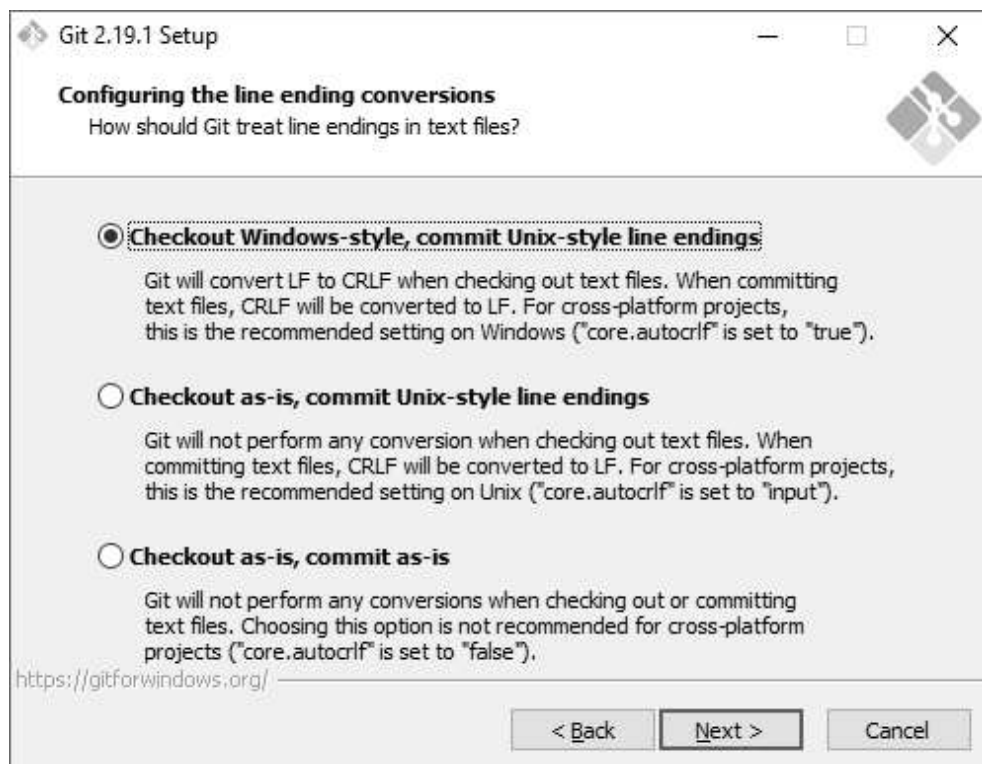 Git 2.19.1 Setup
Configuring the line ending conversions
How should Git treat line endings in text files?
Checkout Windows-style, commit Unix-style line endings
Git will convert LF to CRLF when checking out text files. When committing
text files, CRLF will be converted to LF. For cross-platform projects,
this is the recommended setting on Windows ("core.autocrlf" is set to "true").
Checkout as-is, commit Unix-style line endings
Git will not perform any conversion when checking out text files. When
committing text files, CRLF will be converted to LF. For cross-platform projects,
this is the recommended setting on Unix ("core.autocrlf" is set to "input").
Checkout as-is, commit as-is
Git will not perform any conversions when checking out or committing
text files. Choosing this option is not recommended for cross-platform
projects ("core.autocrlf" is set to "false").
https://gitforwindows.org/
< Back Next > Cancel